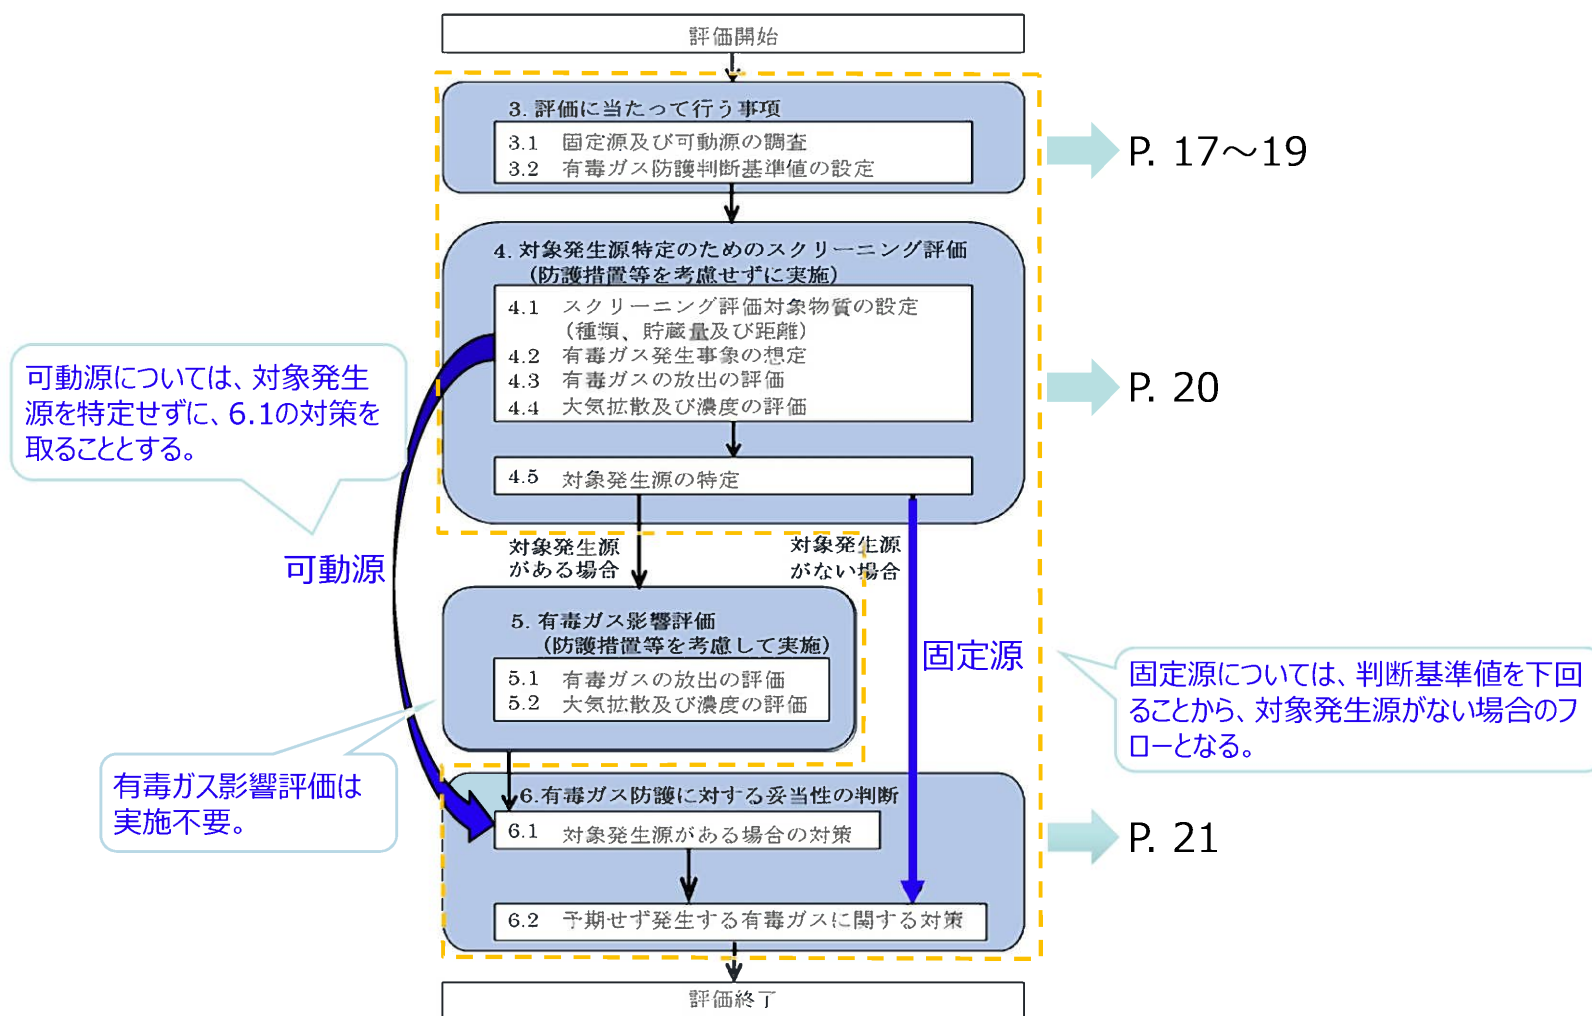 評価開始
3. 評価に当たって行う事項
3.1 固定源及び可動源の調査
3.2 有毒ガス防護判断基準値の設定
P. 17～19
4. 対象発生源特定のためのスクリーニング評価
(防護措置等を考慮せずに実施)
4.1 スクリーニング評価対象物質の設定
(種類、貯蔵量及び距離)
4.2 有毒ガス発生事象の想定
4.3 有毒ガスの放出の評価
4.4 大気拡散及び濃度の評価
4.5 対象発生源の特定
P. 20
可動源については、対象発生
源を特定せずに、6.1の対策を
取ることとする。
可動源
対象発生源
がある場合
対象発生源
がない場合
5. 有毒ガス影響評価
(防護措置等を考慮して実施)
5.1 有毒ガスの放出の評価
5.2 大気拡散及び濃度の評価
固定源
固定源については、判断基準値を下回
ることから、対象発生源がない場合のフ
ローとなる。
有毒ガス影響評価は
実施不要。
6.有毒ガス防護に対する妥当性の判断
6.1 対象発生源がある場合の対策
6.2 予期せず発生する有毒ガスに関する対策
P. 21
評価終了